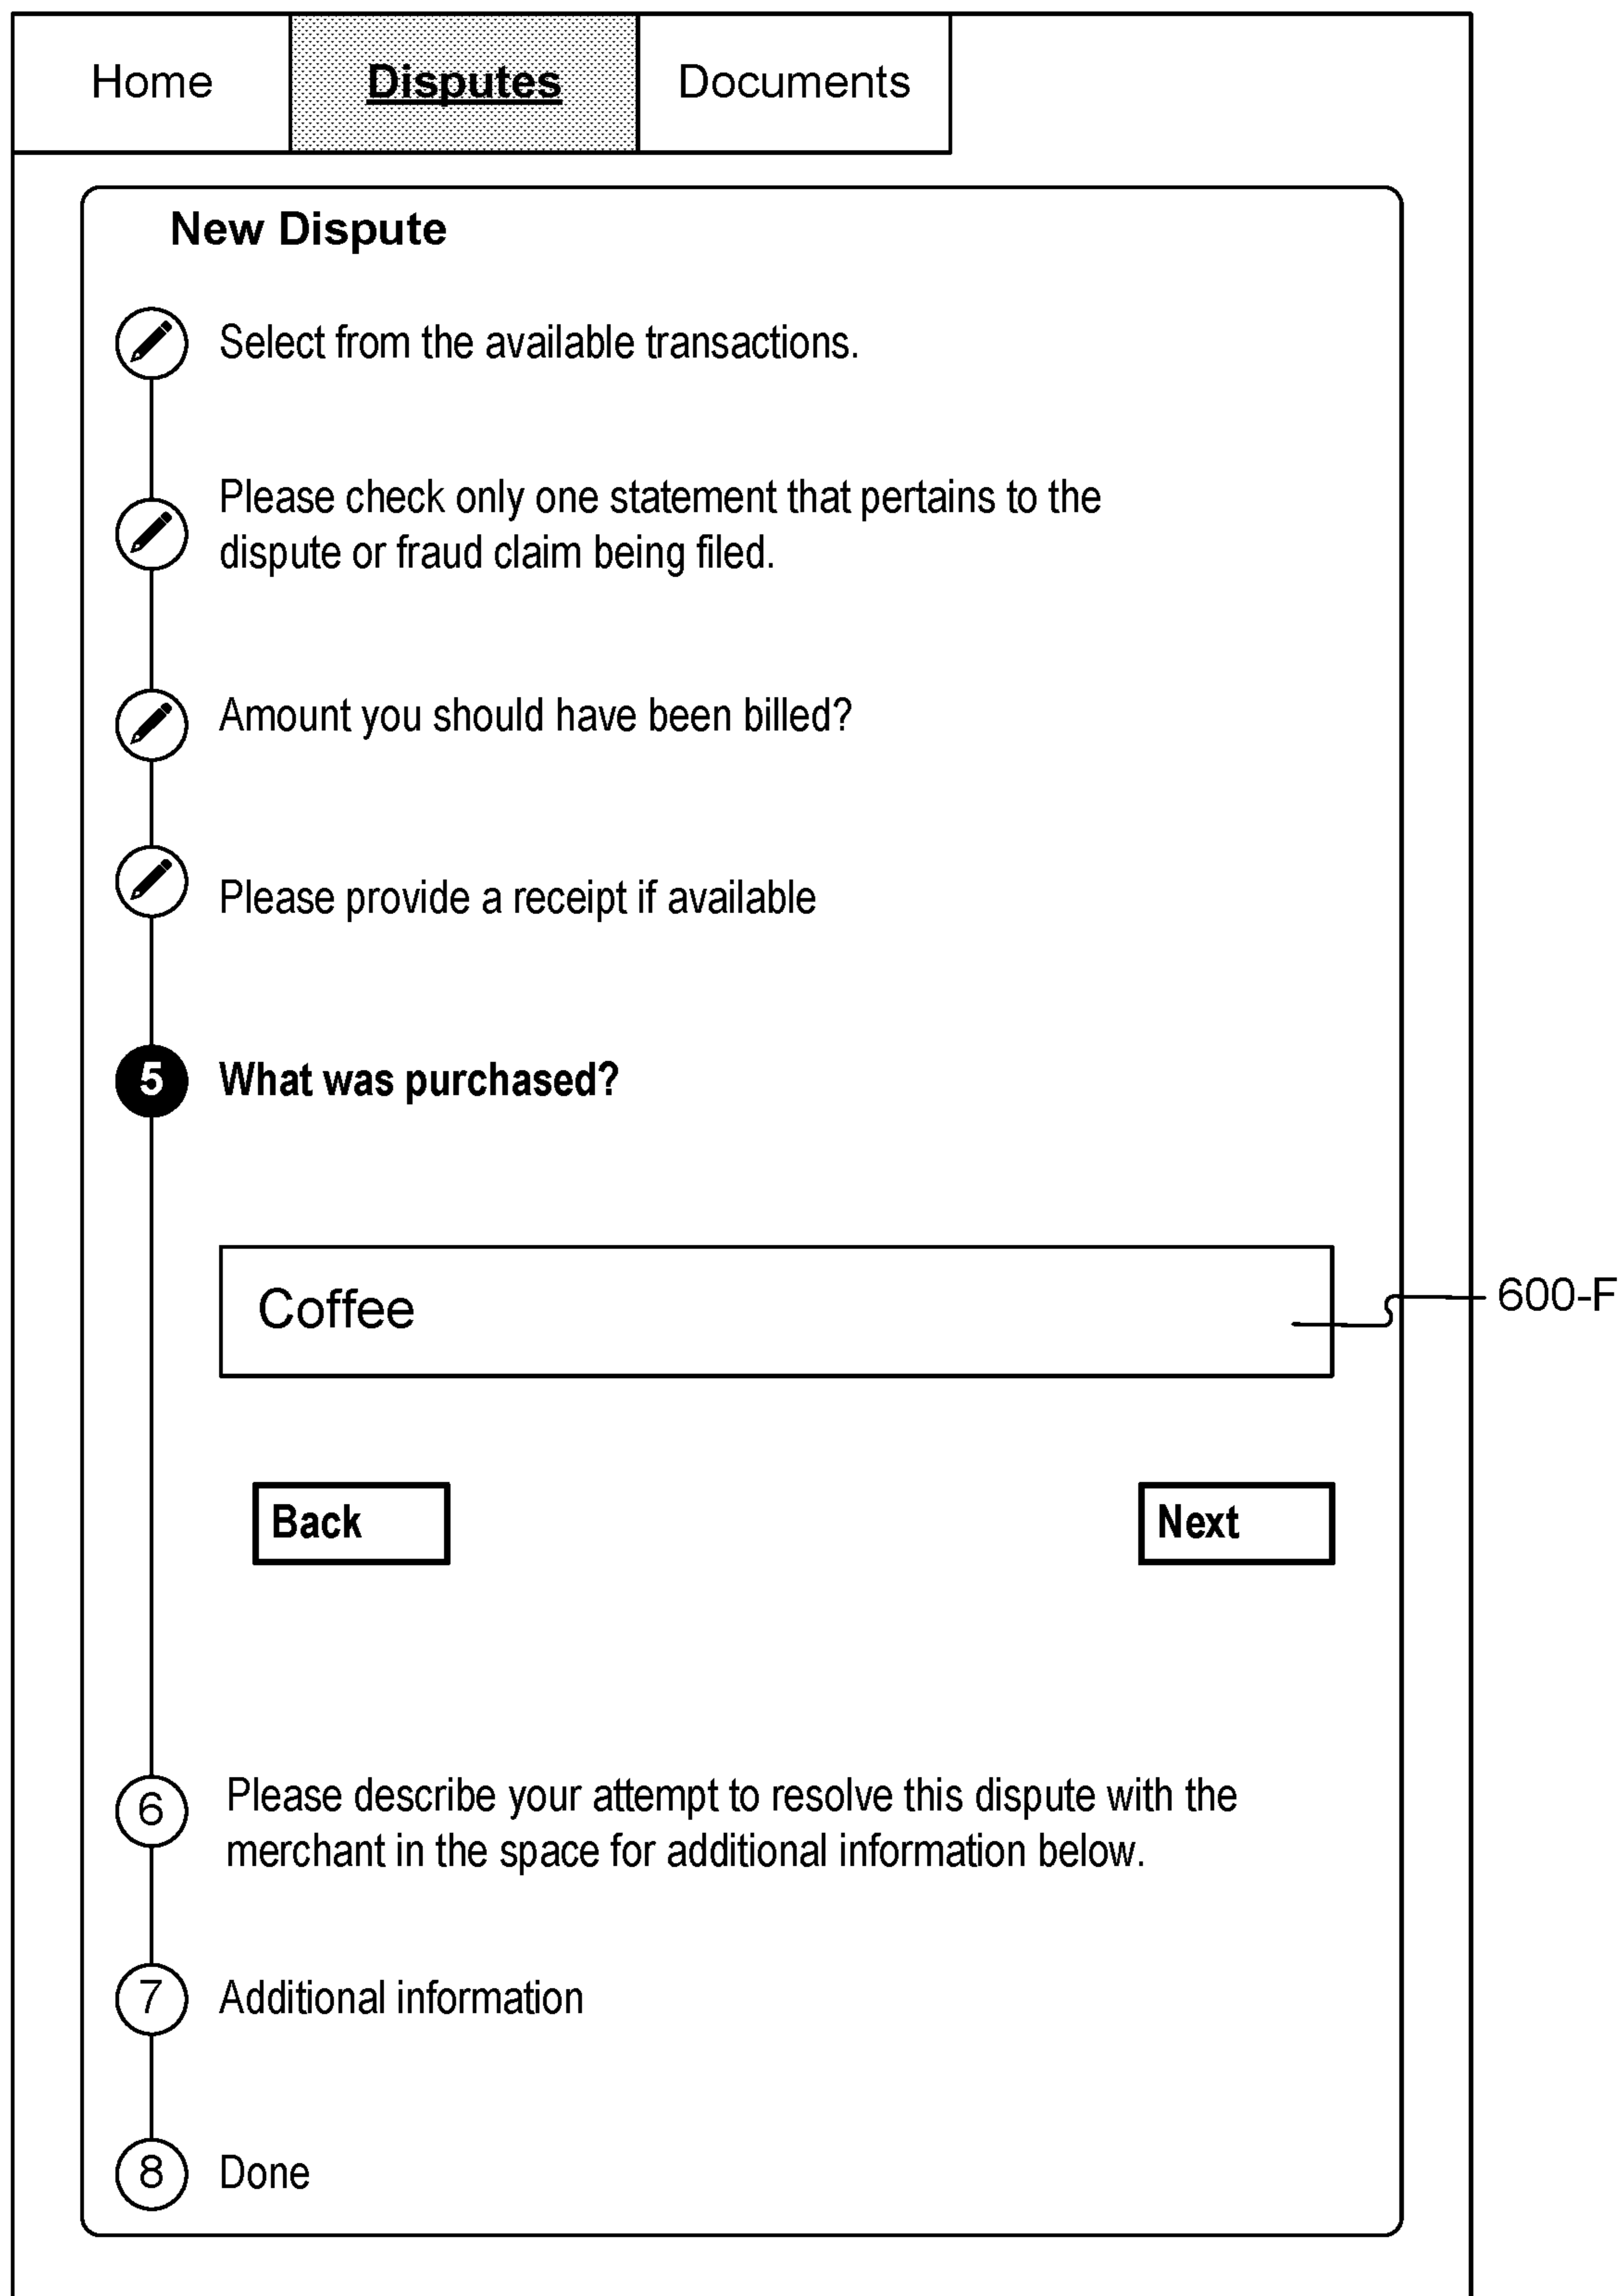 Home
Disputes
Documents
New Dispute
Select from the available transactions.
Please check only one statement that pertains to the
dispute or fraud claim being filed.
Amount you should have been billed?
Please provide a receipt if available
5 What was purchased?
Coffee
600-F
Back
Next
6 Please describe your attempt to resolve this dispute with the
merchant in the space for additional information below.
7 Additional information
8 Done